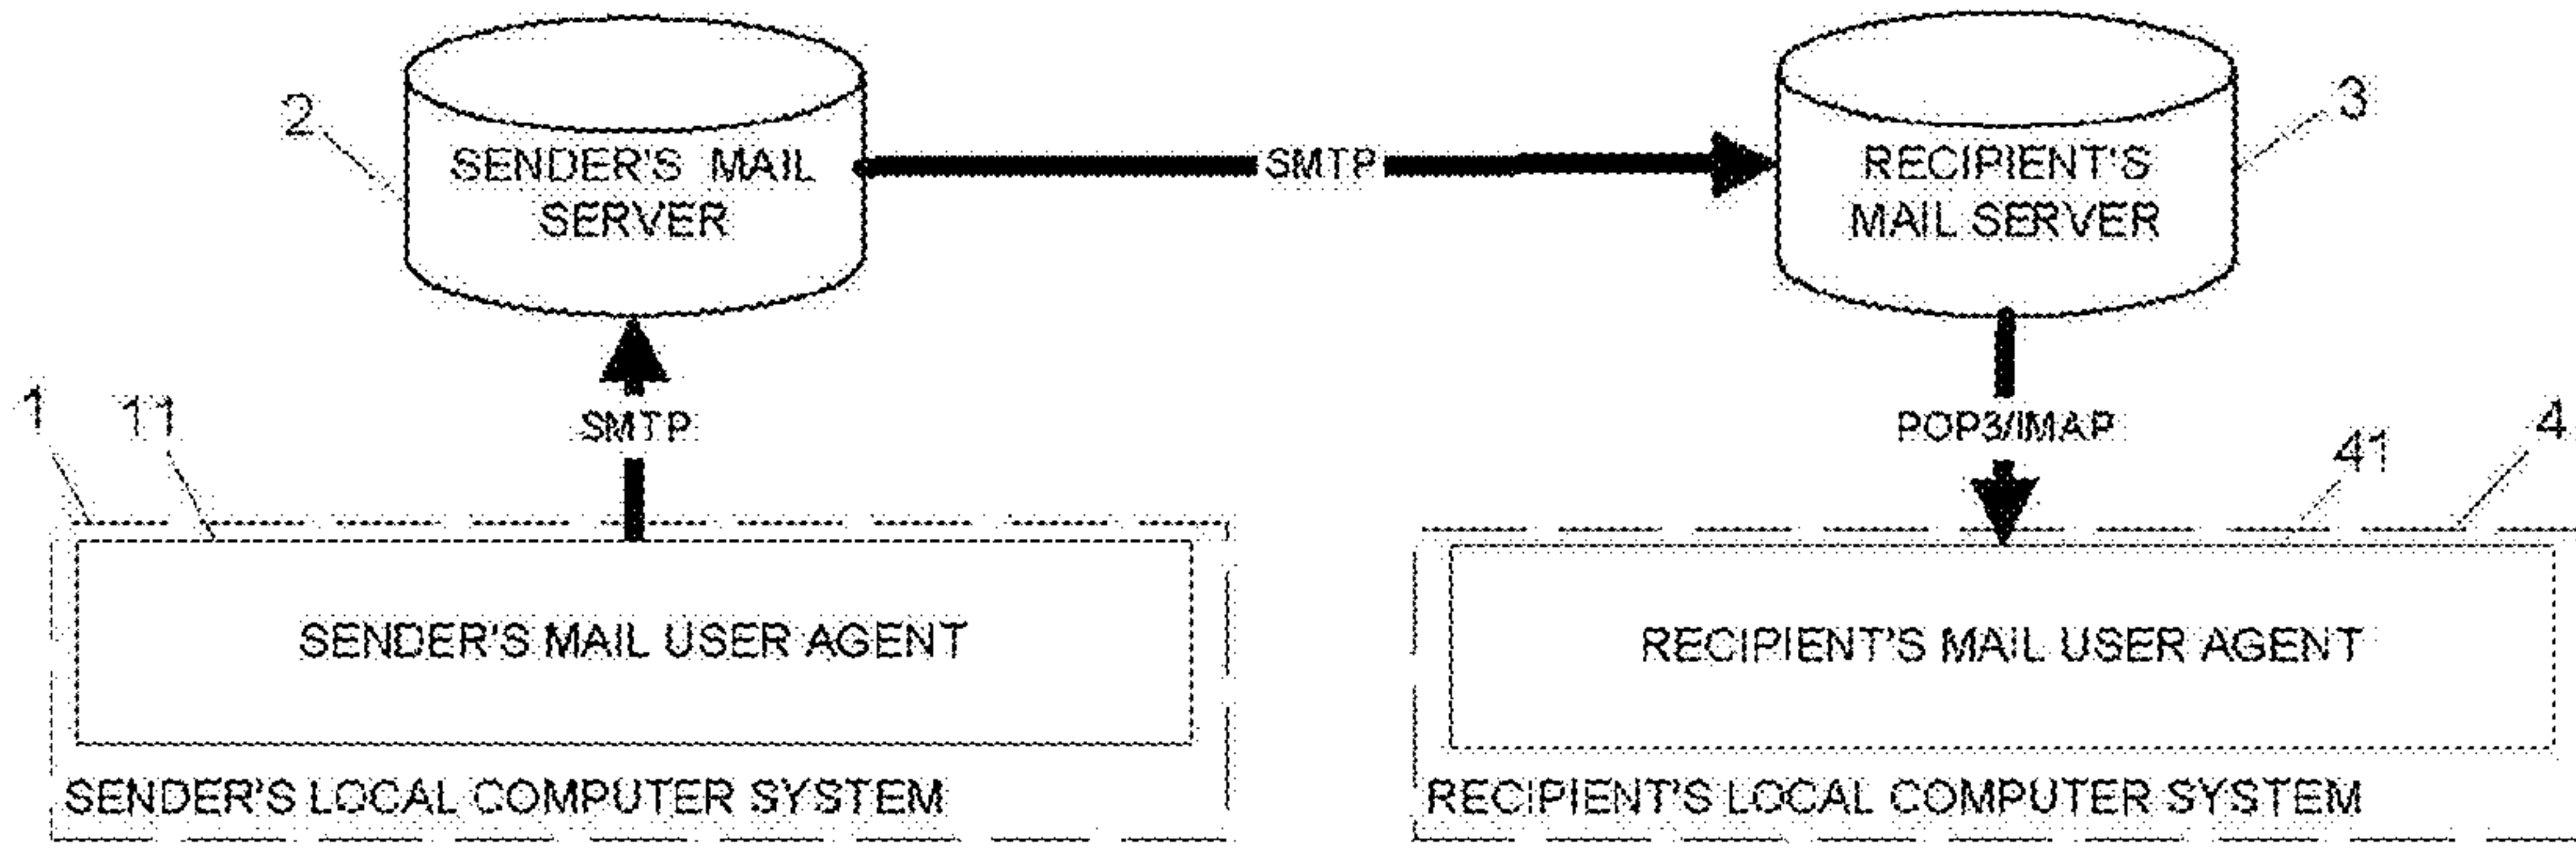 2
SENDER'S MAIL
SERVER
SMTP
RECIPIENT'S
MAIL SERVER
3
1
11
SMTP
POP3/IMAP
41
4
SENDER'S MAIL USER AGENT
RECIPIENT'S MAIL USER AGENT
SENDER'S LOCAL COMPUTER SYSTEM
RECIPIENT'S LOCAL COMPUTER SYSTEM